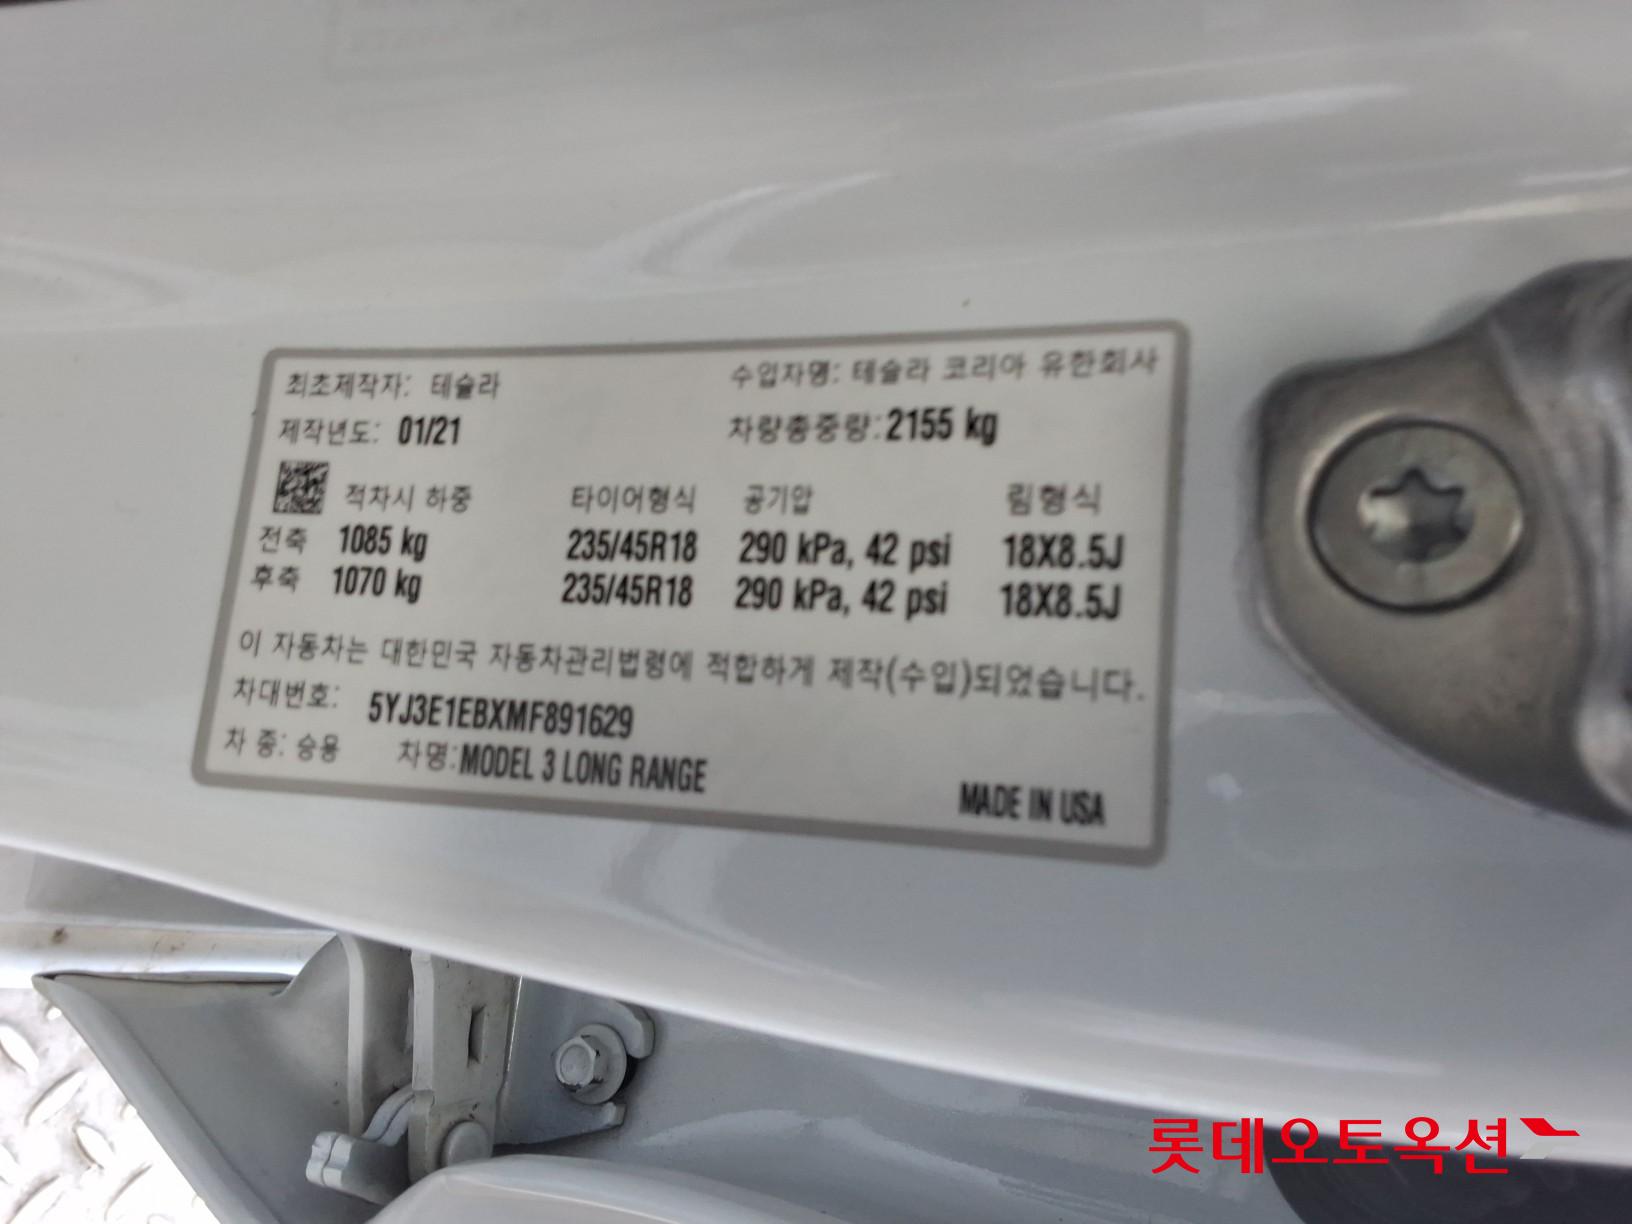 최초제작자: 테슬라 수입자명: 테슬라 코리아 유한회사
제작년도: 01/21 차량총중량: 2155 kg
적차시 하중 타이어형식 공기압 림형식
전축 1085 kg 235/45R18 290 kPa, 42 psi 18X8.5J
후축 1070 kg 235/45R18 290 kPa, 42 psi 18X8.5J
이 자동차는 대한민국 자동차관리법령에 적합하게 제작(수입)되었습니다.
차대번호: 5YJ3E1EBXMF891629
차 종: 승용 차명: MODEL 3 LONG RANGE
MADE IN USA
롯데오토옥션